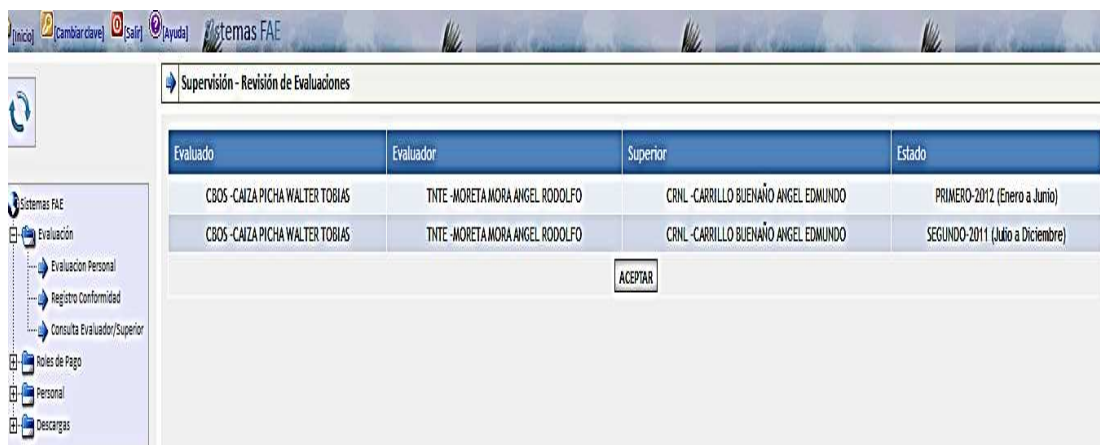 [Inicio] [Cambiar clave] [Salir] [Ayuda] Sistemas FAE
Supervisión - Revisión de Evaluaciones
Evaluado Evaluador Superior Estado
CBOS -CAIZA PICHA WALTER TOBIAS TNTE -MORETA MORA ANGEL RODOLFO CRNL -CARRILLO BUENAÑO ANGEL EDMUNDO PRIMERO-2012 (Enero a Junio)
CBOS -CAIZA PICHA WALTER TOBIAS TNTE -MORETA MORA ANGEL RODOLFO CRNL -CARRILLO BUENAÑO ANGEL EDMUNDO SEGUNDO-2011 (Julio a Diciembre)
ACEPTAR
Sistemas FAE
Evaluación
Evaluacion Personal
Registro Conformidad
Consulta Evaluador/Superior
Roles de Pago
Personal
Descargas